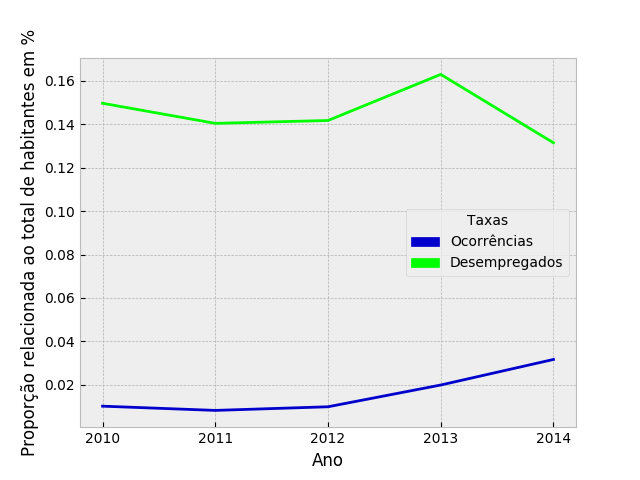 Proporção relacionada ao total de habitantes em %
0.16
0.14
0.12
0.10
0.08
0.06
0.04
0.02
Taxas
Ocorrências
Desempregados
2010 2011 2012 2013 2014
Ano